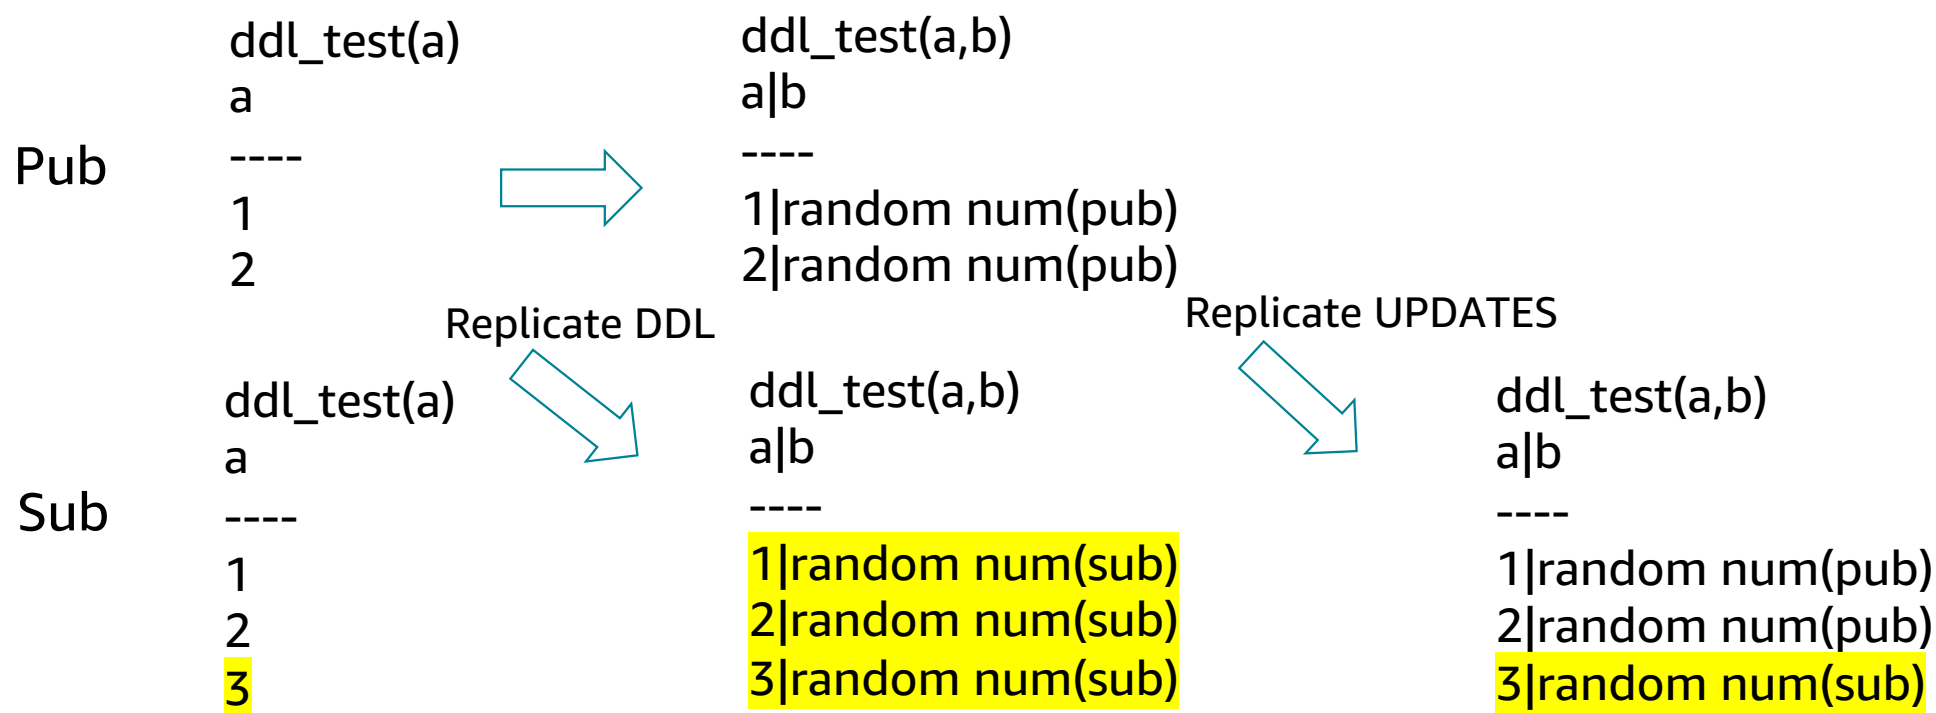 Pub
ddl_test(a)
a
----
1
2
ddl_test(a,b)
a|b
----
1|random num(pub)
2|random num(pub)
Replicate DDL
Replicate UPDATES
Sub
ddl_test(a)
a
----
1
2
3
ddl_test(a,b)
a|b
----
1|random num(sub)
2|random num(sub)
3|random num(sub)
ddl_test(a,b)
a|b
----
1|random num(pub)
2|random num(pub)
3|random num(sub)